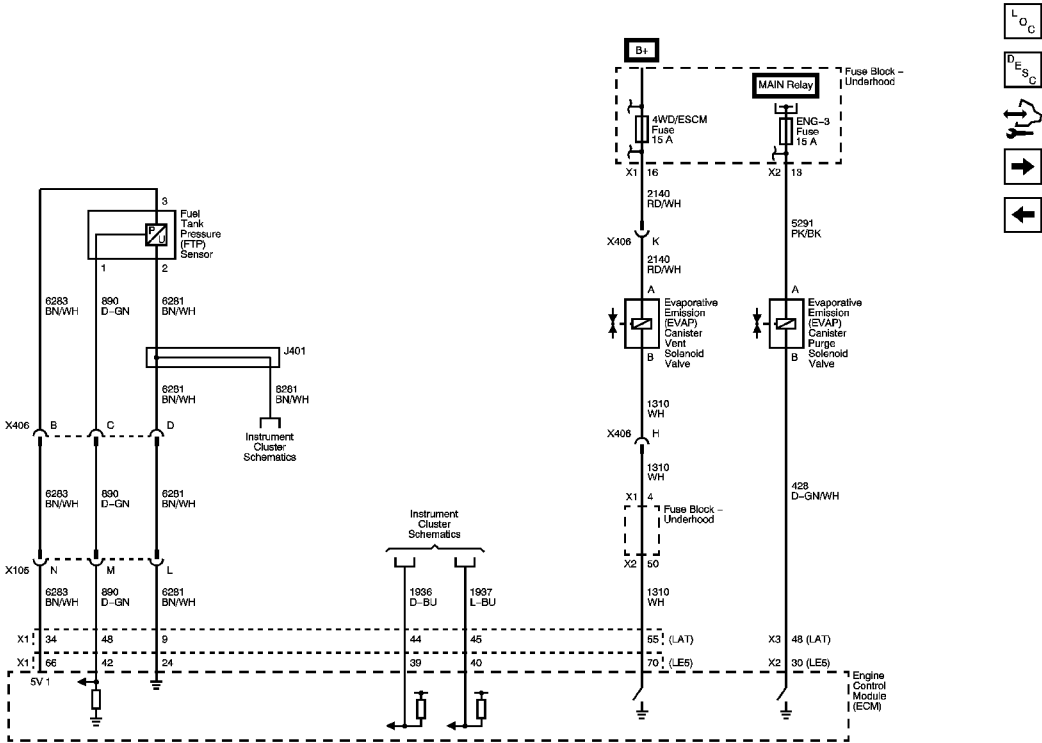 L O C
D E S C
B+
Fuse Block –
Underhood
MAIN Relay
4WD/ESCM
Fuse
15 A
ENG–3
Fuse
15 A
X1 16
X2 13
2140
RD/WH
5291
PK/BK
X406 K
2140
RD/WH
3
Fuel
Tank
Pressure
(FTP)
Sensor
P
U
1
2
6283
BN/WH
890
D–GN
6281
BN/WH
A
Evaporative
Emission
(EVAP)
Canister
Vent
Solenoid
Valve
B
A
Evaporative
Emission
(EVAP)
Canister
Purge
Solenoid
Valve
B
J401
6281
BN/WH
6281
BN/WH
Instrument
Cluster
Schematics
X406 B C D
1310
WH
X406 H
1310
WH
6283
BN/WH
890
D–GN
6281
BN/WH
428
D–GN/WH
X1 4
Fuse Block –
Underhood
X2 50
Instrument
Cluster
Schematics
X105 N M L
6283
BN/WH
890
D–GN
6281
BN/WH
1936
D–BU
1937
L–BU
1310
WH
X1 34 48 9 44 45 55 (LAT) X3 48 (LAT)
X1 66 42 24 39 40 70 (LE5) X2 30 (LE5)
5V 1
Engine
Control
Module
(ECM)